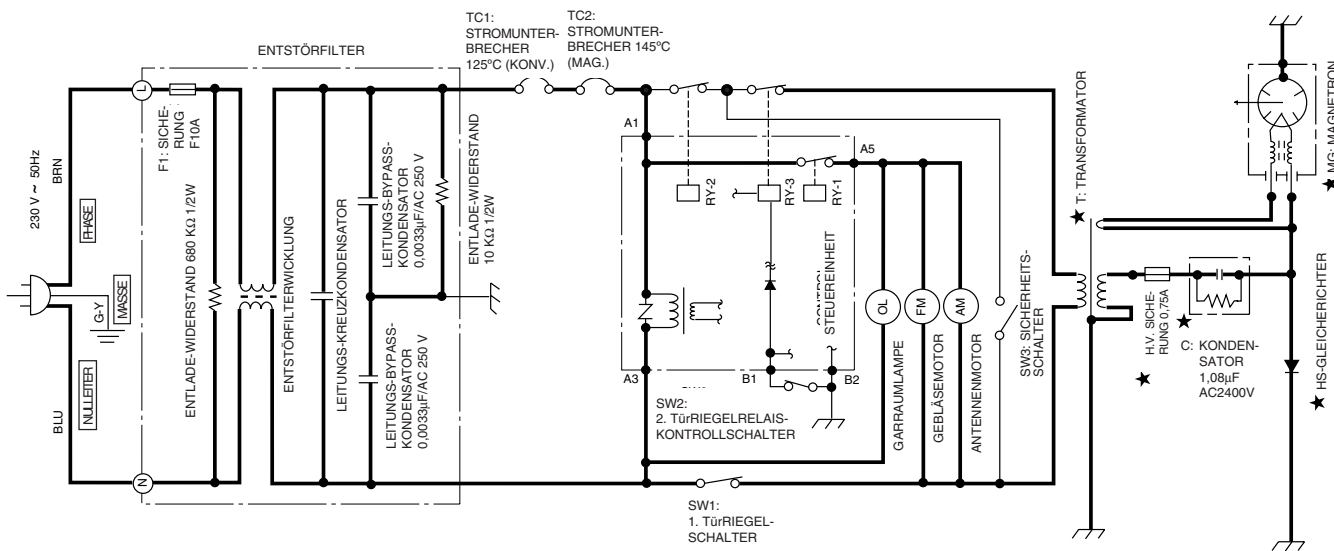 ENTSTÖRFILTER
TC1:
STROMUNTER-
BRECHER
125ºC (KONV.)
TC2:
STROMUNTER-
BRECHER 145ºC
(MAG.)
230 V ~ 50Hz
BRN
PHASE
G-Y
MASSE
BLU
NULLEITER
L
N
F1: SICHE-
RUNG
F10A
ENTLADE-WIDERSTAND 680 KΩ 1/2W
ENTSTÖRFILTERWICKLUNG
LEITUNGS-KREUZKONDENSATOR
LEITUNGS-BYPASS-
KONDENSATOR
0,0033µF/AC 250 V
LEITUNGS-BYPASS-
KONDENSATOR
0,0033µF/AC 250 V
ENTLADE-WIDERSTAND
10 KΩ 1/2W
A1
A5
RY-2
RY-3
RY-1
STEUEREINHEIT
A3
B1
B2
SW2:
2. TürRIEGELRELAIS-
KONTROLLSCHALTER
SW1:
1. TürRIEGEL-
SCHALTER
OL
FM
AM
GARRAUMLAMPE
GEBLÄSEMOTOR
ANTENNENMOTOR
SW3: SICHERHEITS-
SCHALTER
★ T: TRANSFORMATOR
★ H.V. SICHE-
RUNG 0,75A
★
C: KONDEN-
SATOR
1,08µF
AC2400V
★ MG: MAGNETRON
★ HS-GLEICHERICHTER